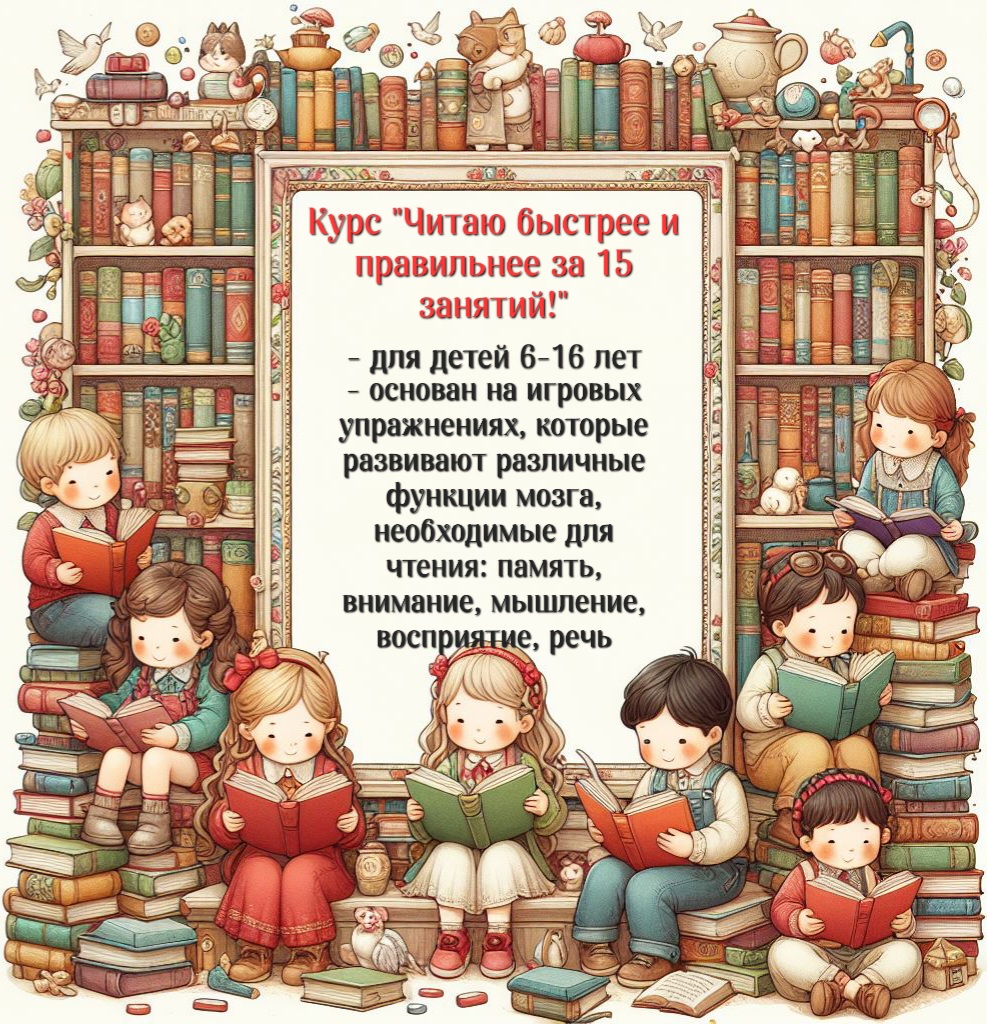 Курс "Читаю быстрее и
правильнее за 15
занятий!"
- для детей 6-16 лет
- основан на игровых
упражнениях, которые
развивают различные
функции мозга,
необходимые для
чтения: память,
внимание, мышление,
восприятие, речь